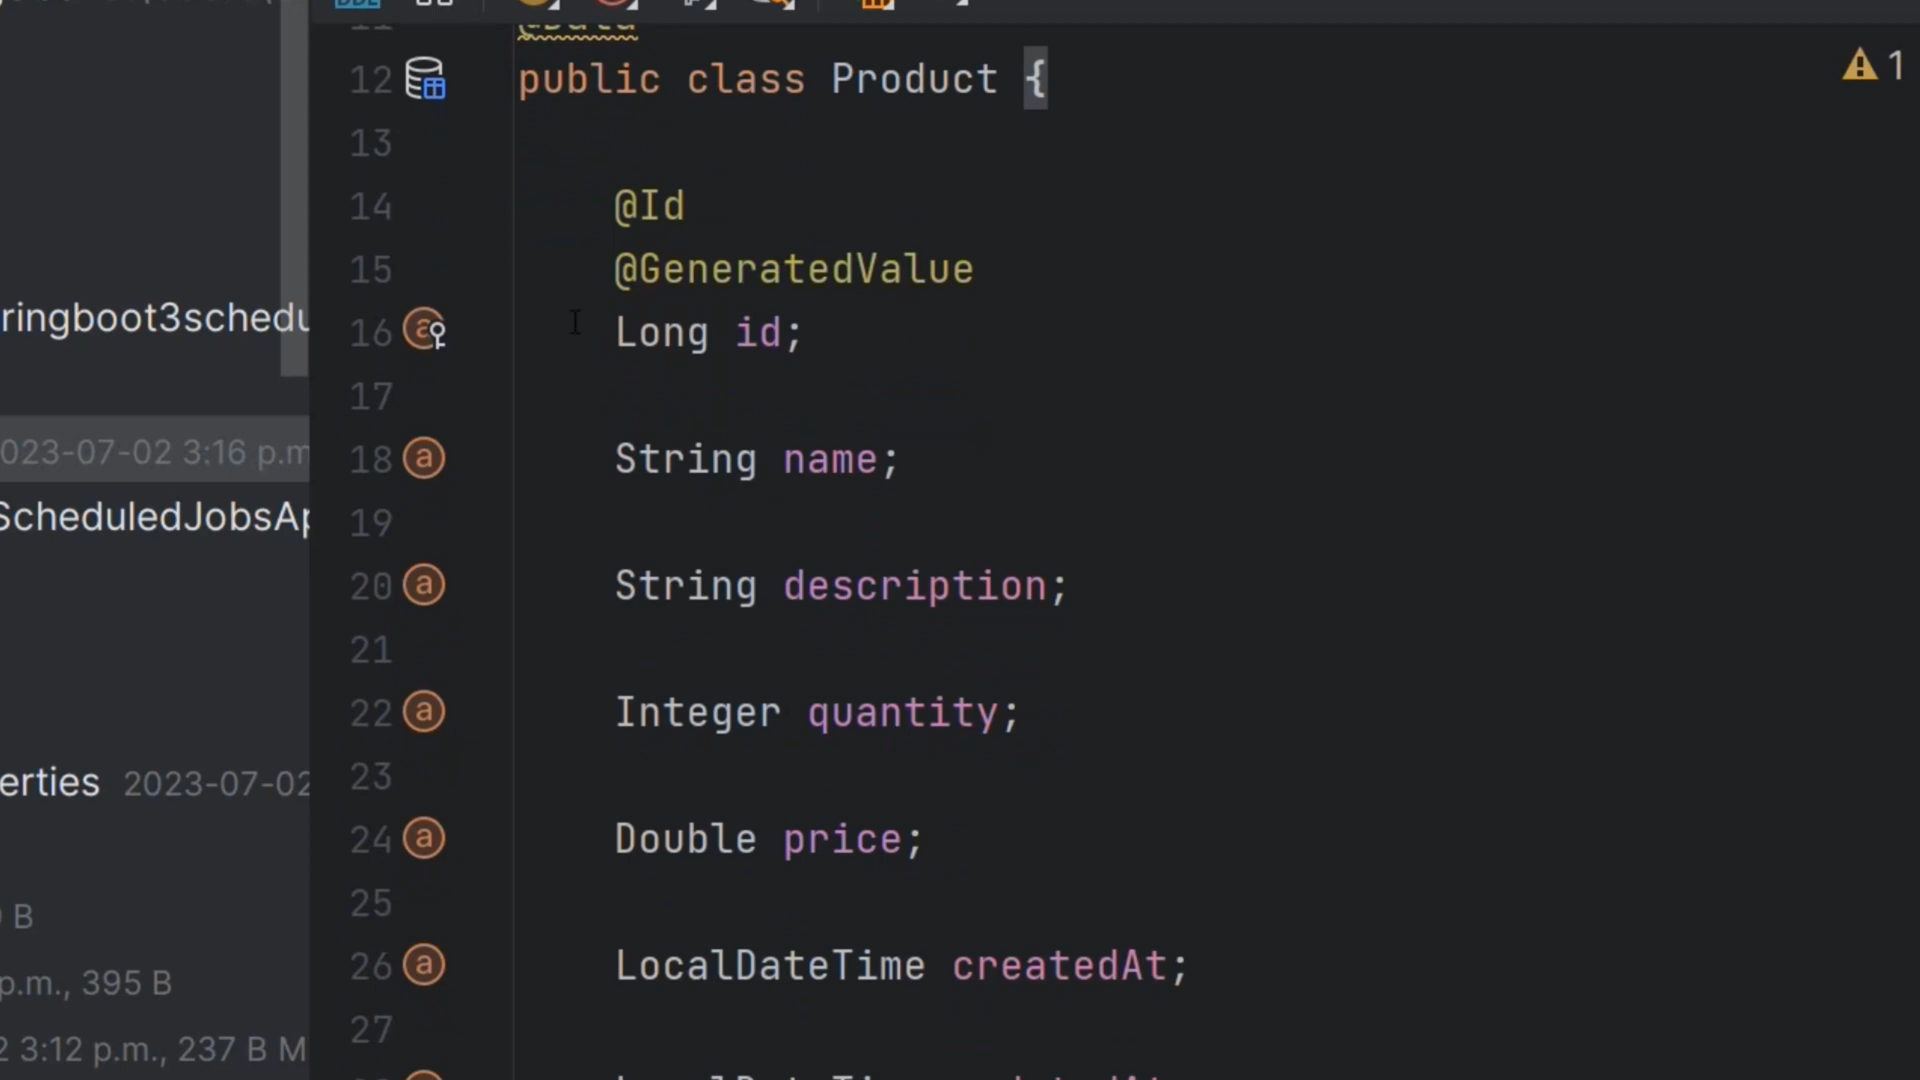 @Data
12 public class Product {
13
14 @Id
15 @GeneratedValue
ringboot3schedu
16 Long id;
17
023-07-02 3:16 p.m
18 String name;
ScheduledJobsAp
19
20 String description;
21
22 Integer quantity;
23
erties 2023-07-02
24 Double price;
25
B
26 LocalDateTime createdAt;
p.m., 395 B
27
2 3:12 p.m., 237 B M
1